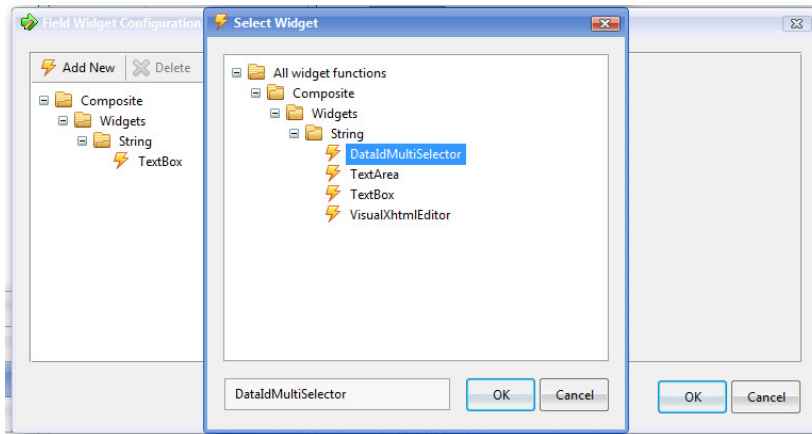 Field Widget Configuration
Add New
Delete
Composite
Widgets
String
TextBox
Select Widget
All widget functions
Composite
Widgets
String
DataIdMultiSelector
TextArea
TextBox
VisualXhtmlEditor
DataIdMultiSelector
OK
Cancel
OK
Cancel